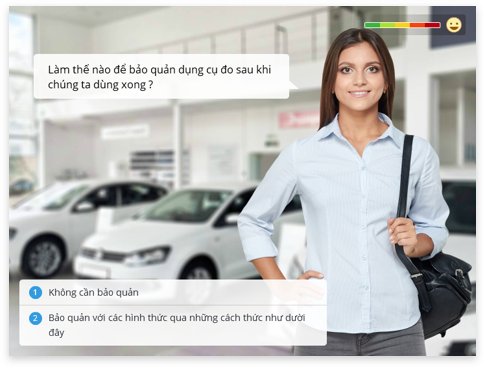 Làm thế nào để bảo quản dụng cụ đo sau khi
chúng ta dùng xong ?
1 Không cần bảo quản
2 Bảo quản với các hình thức qua những cách thức như dưới
đây